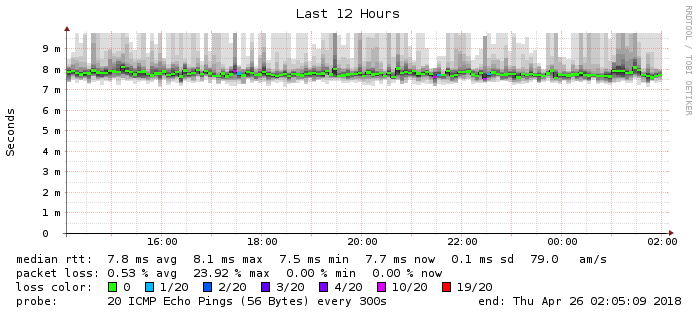 Last 12 Hours
RRDTOOL / TOBI OETIKER
Seconds
9 m
8 m
7 m
6 m
5 m
4 m
3 m
2 m
1 m
0
16:00 18:00 20:00 22:00 00:00 02:00
median rtt: 7.8 ms avg 8.1 ms max 7.5 ms min 7.7 ms now 0.1 ms sd 79.0 am/s
packet loss: 0.53 % avg 23.92 % max 0.00 % min 0.00 % now
loss color: 0 1/20 2/20 3/20 4/20 10/20 19/20
probe: 20 ICMP Echo Pings (56 Bytes) every 300s end: Thu Apr 26 02:05:09 2018